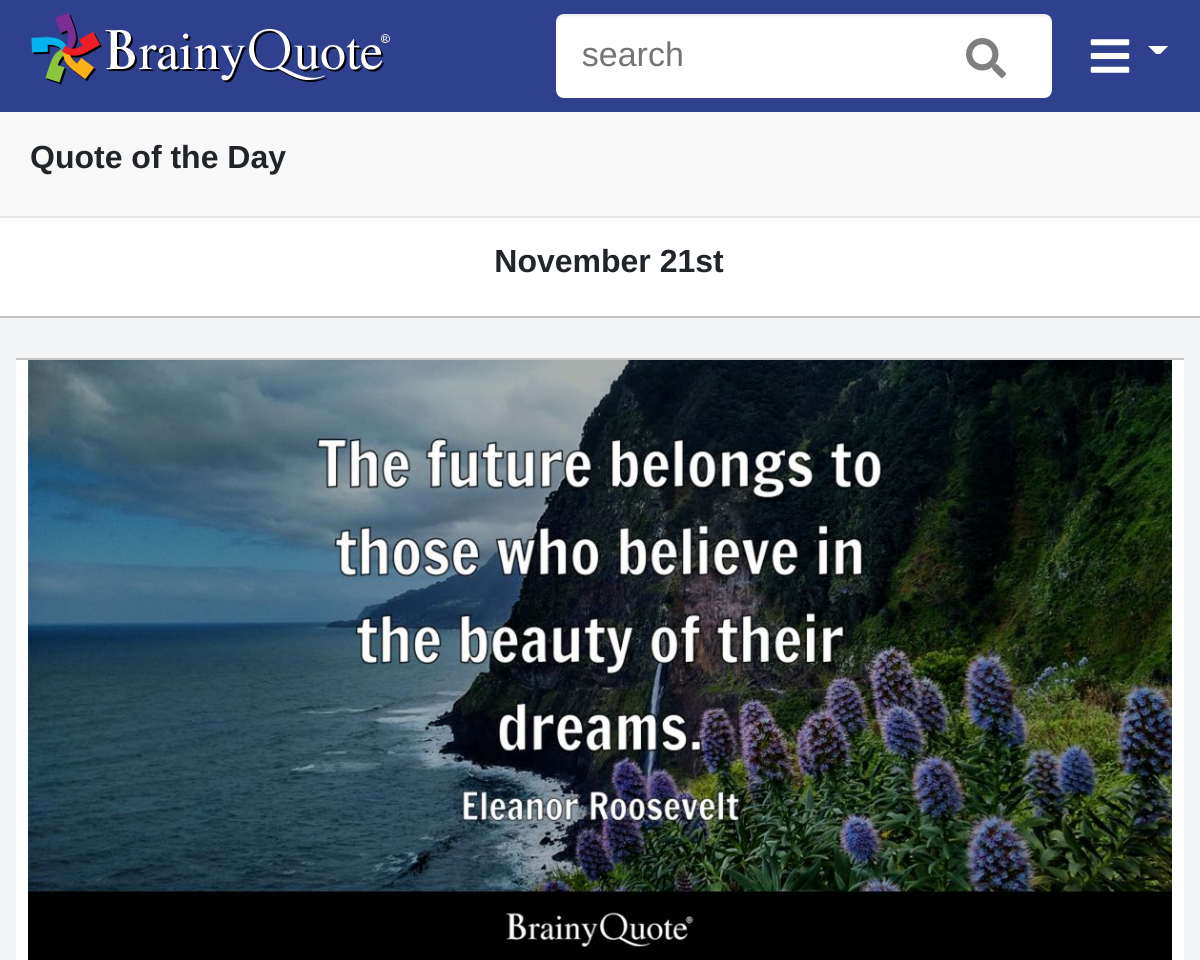 BrainyQuote®
search
Quote of the Day
November 21st
The future belongs to
those who believe in
the beauty of their
dreams.
Eleanor Roosevelt
BrainyQuote®